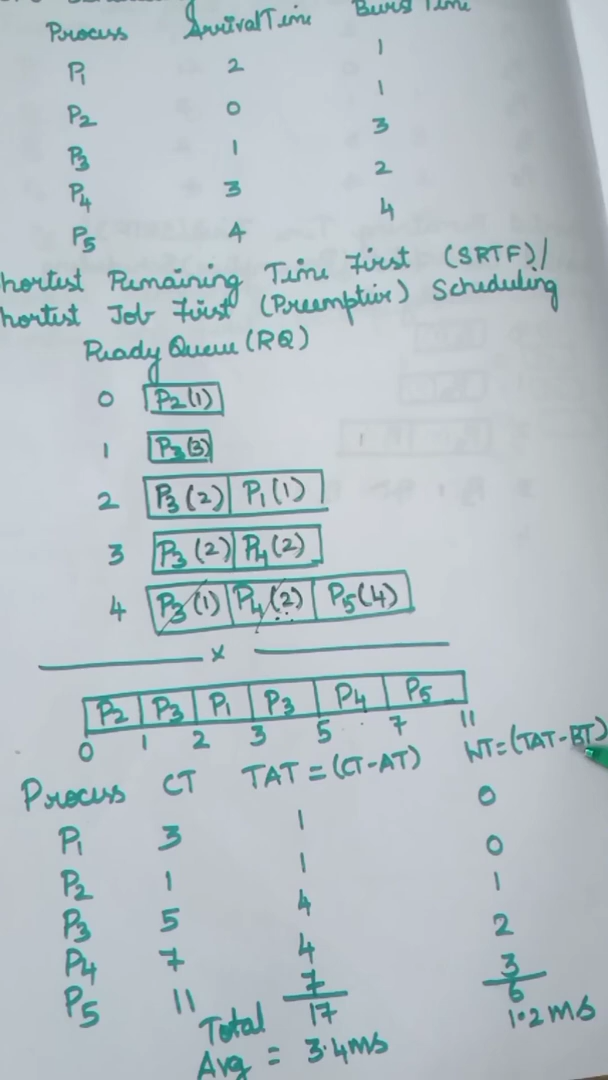 Process Arrival Time Burst Time
P1 2 1
P2 0 1
P3 1 3
P4 3 2
P5 4 4
hortest Remaining Time First (SRTF)/
hortest Job First (Preemptive) Scheduling
Ready Queue (RQ)
0 P2(1)
1 P3(3)
2 P3(2) P1(1)
3 P3(2) P4(2)
4 P3(1) P4(2) P5(4)
x
P2 P3 P1 P3 P4 P5
0 1 2 3 5 7 11
Process CT TAT = (CT-AT) WT = (TAT-BT)
P1 3 1 0
P2 1 1 0
P3 5 4 1
P4 7 4 2
P5 11 7 3
Total 17 6
Avg = 3.4ms 1.2ms